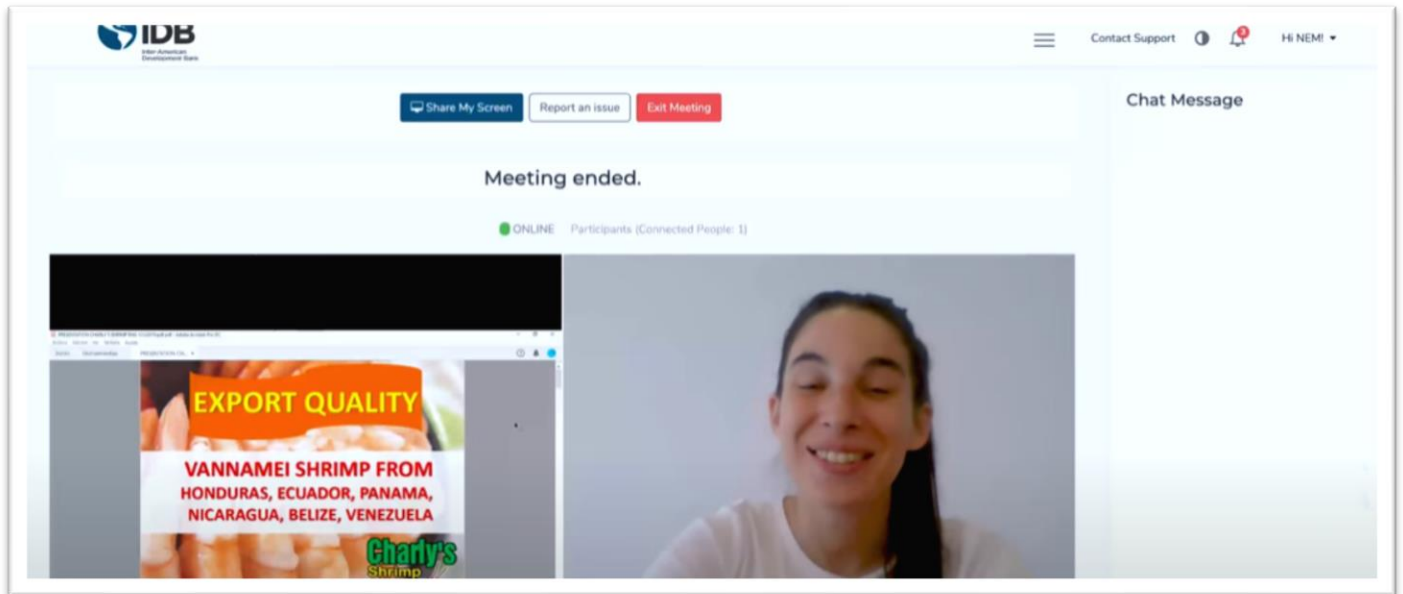 IDB
Inter-American
Development Bank
Contact Support
3
Hi NEM!
Share My Screen
Report an issue
Exit Meeting
Chat Message
Meeting ended.
ONLINE Participants (Connected People: 1)
EXPORT QUALITY
VANNAMEI SHRIMP FROM
HONDURAS, ECUADOR, PANAMA,
NICARAGUA, BELIZE, VENEZUELA
Charly's
Shrimp